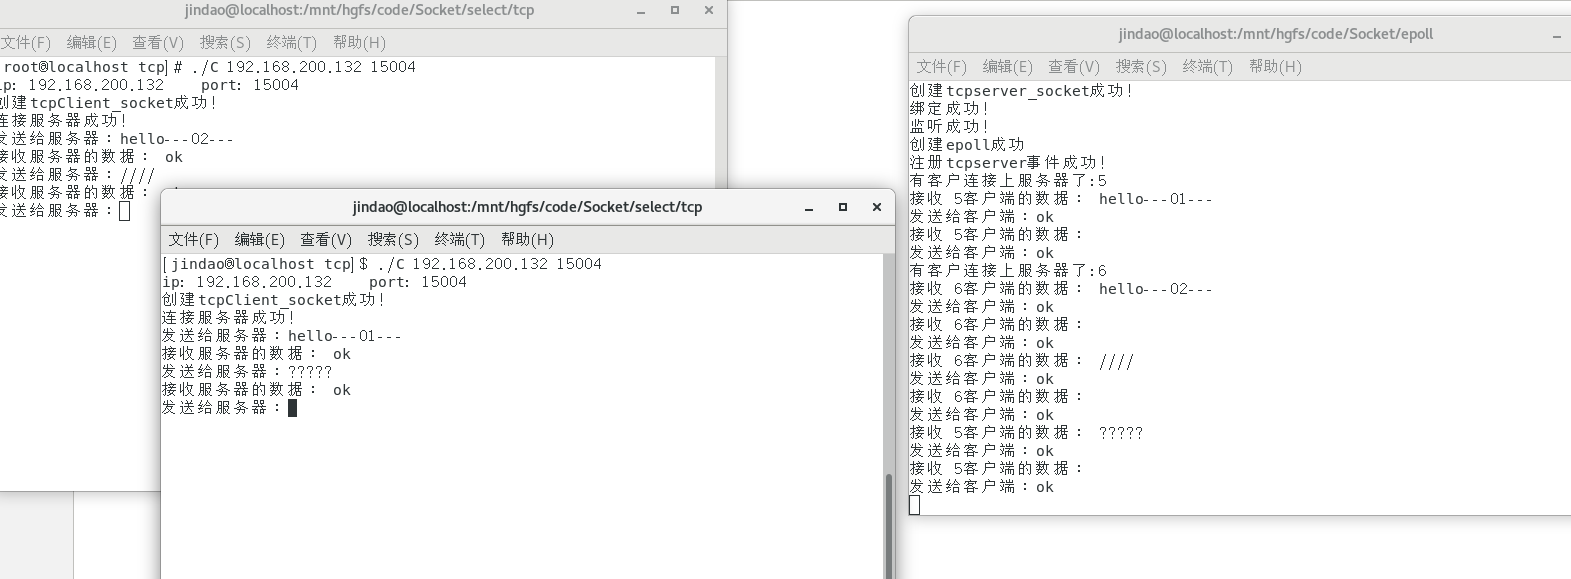 jindao@localhost:/mnt/hgfs/code/Socket/select/tcp
文件(F) 编辑(E) 查看(V) 搜索(S) 终端(T) 帮助(H)
root@localhost tcp]# ./C 192.168.200.132 15004
ip: 192.168.200.132 port: 15004
创建tcpClient_socket成功!
连接服务器成功!
发送给服务器：hello---02---
接收服务器的数据： ok
发送给服务器：////
接收服务器的数据：
发送给服务器：
jindao@localhost:/mnt/hgfs/code/Socket/select/tcp
文件(F) 编辑(E) 查看(V) 搜索(S) 终端(T) 帮助(H)
[jindao@localhost tcp]$ ./C 192.168.200.132 15004
ip: 192.168.200.132 port: 15004
创建tcpClient_socket成功!
连接服务器成功!
发送给服务器：hello---01---
接收服务器的数据： ok
发送给服务器：?????
接收服务器的数据： ok
发送给服务器：
jindao@localhost:/mnt/hgfs/code/Socket/epoll
文件(F) 编辑(E) 查看(V) 搜索(S) 终端(T) 帮助(H)
创建tcpserver_socket成功!
绑定成功!
监听成功!
创建epoll成功
注册tcpserver事件成功!
有客户连接上服务器了:5
接收 5客户端的数据： hello---01---
发送给客户端：ok
接收 5客户端的数据：
发送给客户端：ok
有客户连接上服务器了:6
接收 6客户端的数据： hello---02---
发送给客户端：ok
接收 6客户端的数据：
发送给客户端：ok
接收 6客户端的数据： ////
发送给客户端：ok
接收 6客户端的数据：
发送给客户端：ok
接收 5客户端的数据： ?????
发送给客户端：ok
接收 5客户端的数据：
发送给客户端：ok